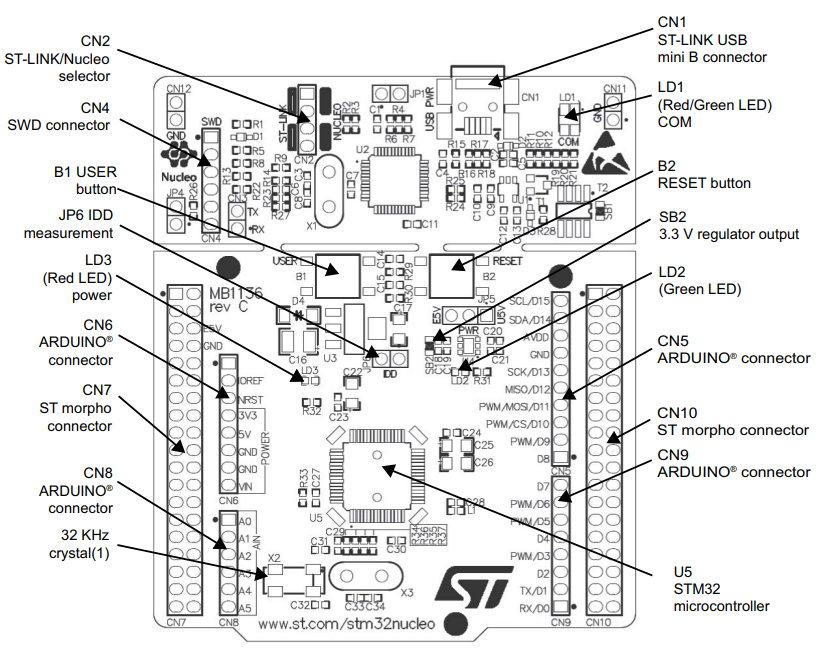 CN1
ST-LINK USB
mini B connector
CN2
ST-LINK/Nucleo
selector
LD1
(Red/Green LED)
COM
CN4
SWD connector
B1 USER
button
B2
RESET button
JP6 IDD
measurement
SB2
3.3 V regulator output
LD3
(Red LED)
power
LD2
(Green LED)
CN6
ARDUINO®
connector
CN5
ARDUINO® connector
CN7
ST morpho
connector
CN10
ST morpho connector
CN9
ARDUINO® connector
CN8
ARDUINO®
connector
32 KHz
crystal(1)
U5
STM32
microcontroller
CN12
GND
SWD
Nucleo
JP4
R26
CN4
CN3
TX
RX
R1
D1
R5
R8
R13
R22
R9
R14
R23
R27
C3
C6
C8
ST-LINK
NUCLEO
CN2
R2
R3
JP1
R4
R6 R7
U2
C7
X1
C11
USB PWR
CN1
R15 R17
R16 R18
C4
R25
R24
C10
C9
C12
C13
T1
R28
T2
SB1
LD1
COM
CN11
GND
USER
B1
RESET
B2
C14
C15
R29
R30
C17
MB1136
rev C
D4
C16
U3
IDD
E5V
U5V
JP5
PWR
C20
C21
SB2
C18
C19
LD2 R31
LD3
R32
C22
C23
E5V
GND
IOREF
NRST
3V3
5V
GND
GND
VIN
POWER
CN6
A0
A1
A2
A3
A4
A5
AIN
CN7
CN8
SCL/D15
SDA/D14
AVDD
GND
SCK/D13
MISO/D12
PWM/MOSI/D11
PWM/CS/D10
PWM/D9
D8
CN5
D7
PWM/D6
PWM/D5
D4
PWM/D3
D2
TX/D1
RX/D0
CN9
CN10
C24
C25
C26
R33
C27
U5
C28
C29
C30
C31
R34
R36
R35
R37
X2
C32
C33 C34
X3
ST
www.st.com/stm32nucleo